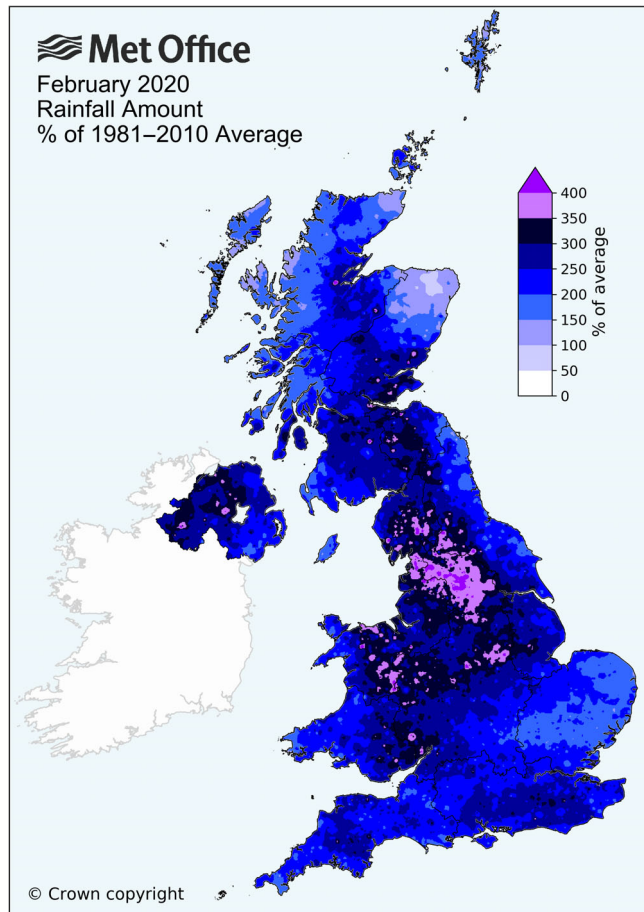 Met Office
February 2020
Rainfall Amount
% of 1981–2010 Average
400
350
300
250
200
150
100
50
0
% of average
© Crown copyright